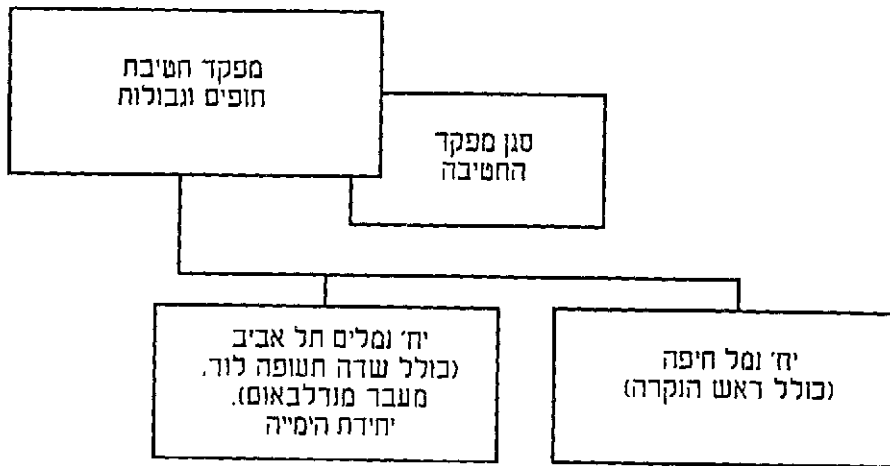 מפקד חטיבת
חופים וגבולות
סגן מפקד
החטיבה
יח' נמלים תל אביב
(כולל שדה תעופה לוד,
מעבר מנדלבאום),
יחידת הימייה
יח' נמל חיפה
(כולל ראש הנקרה)